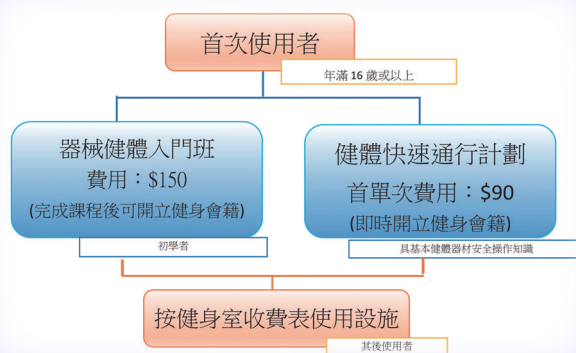 首次使用者
年滿 16 歲或以上
器械健體入門班
費用：$150
(完成課程後可開立健身會籍)
初學者
健體快速通行計劃
首單次費用：$90
(即時開立健身會籍)
具基本健體器材安全操作知識
按健身室收費表使用設施
其後使用者